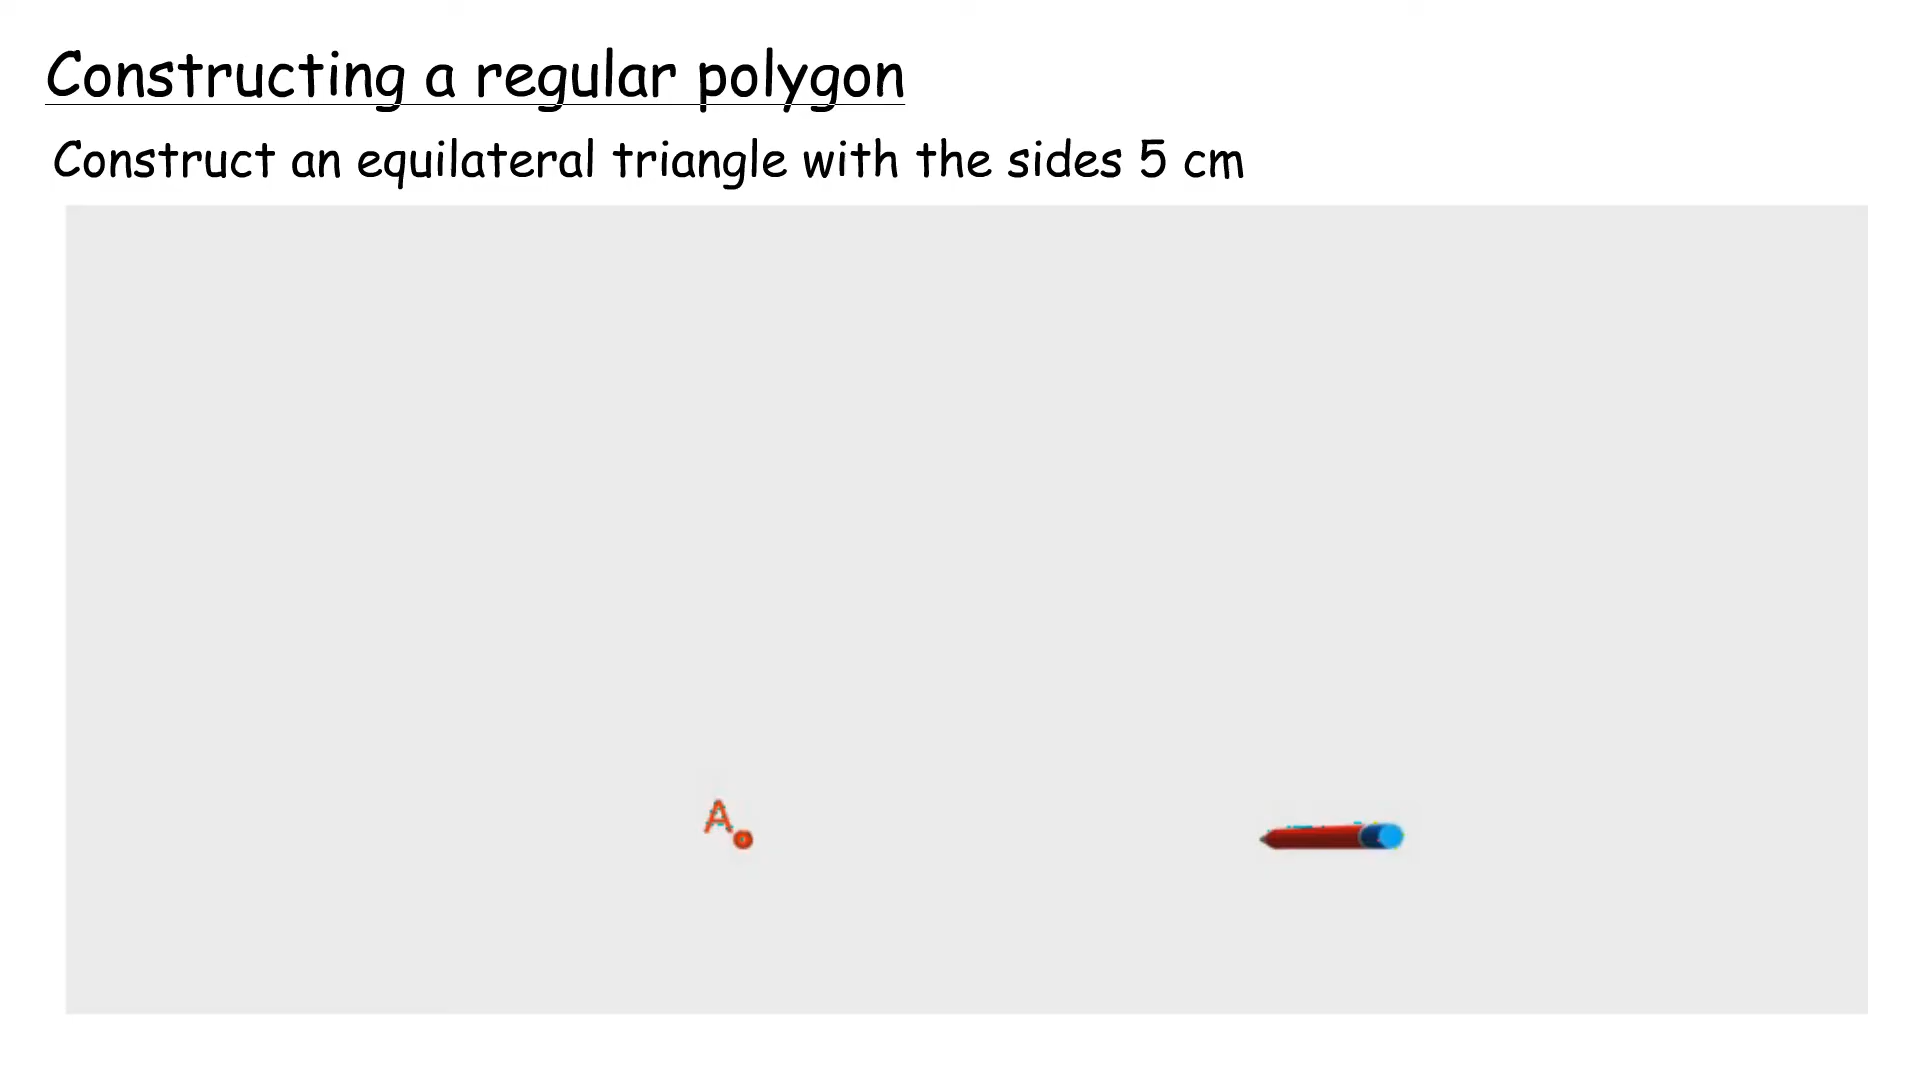 Constructing a regular polygon
Construct an equilateral triangle with the sides 5 cm
A